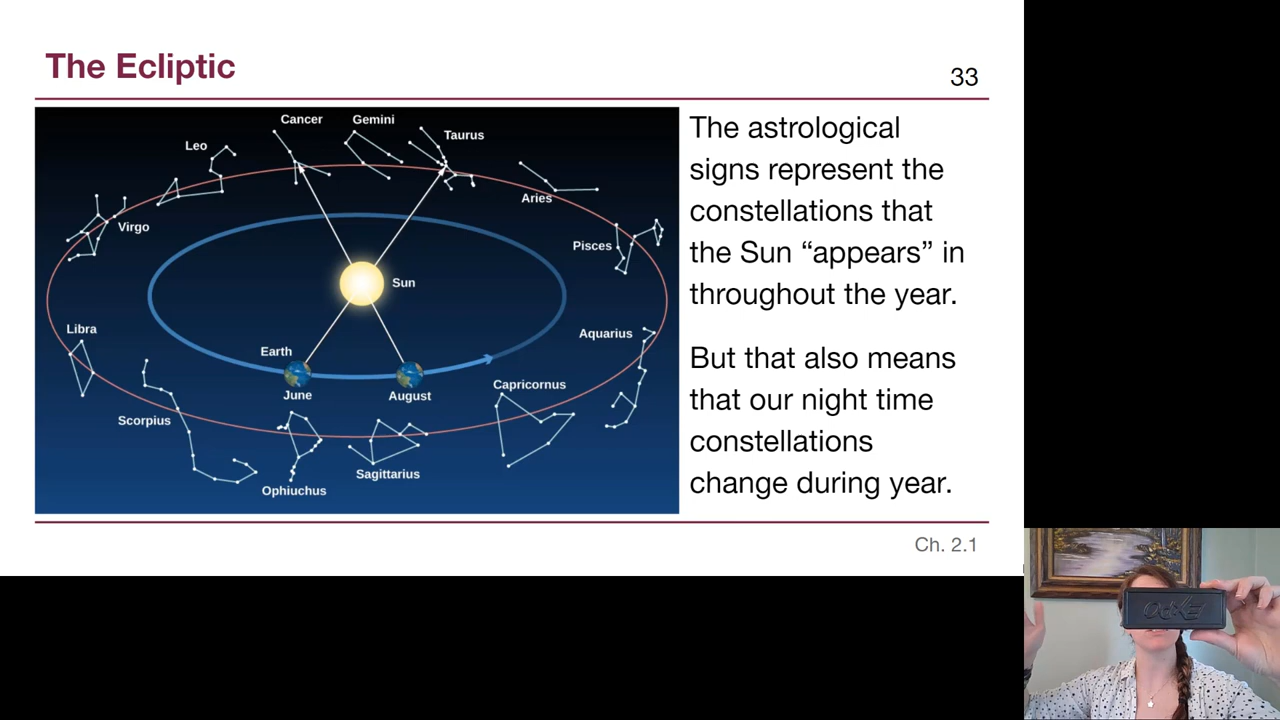 The Ecliptic
33
Cancer
Gemini
Taurus
Leo
Aries
Virgo
Pisces
Sun
Libra
Aquarius
Earth
June
August
Capricornus
Scorpius
Sagittarius
Ophiuchus
The astrological
signs represent the
constellations that
the Sun “appears” in
throughout the year.
But that also means
that our night time
constellations
change during year.
Ch. 2.1